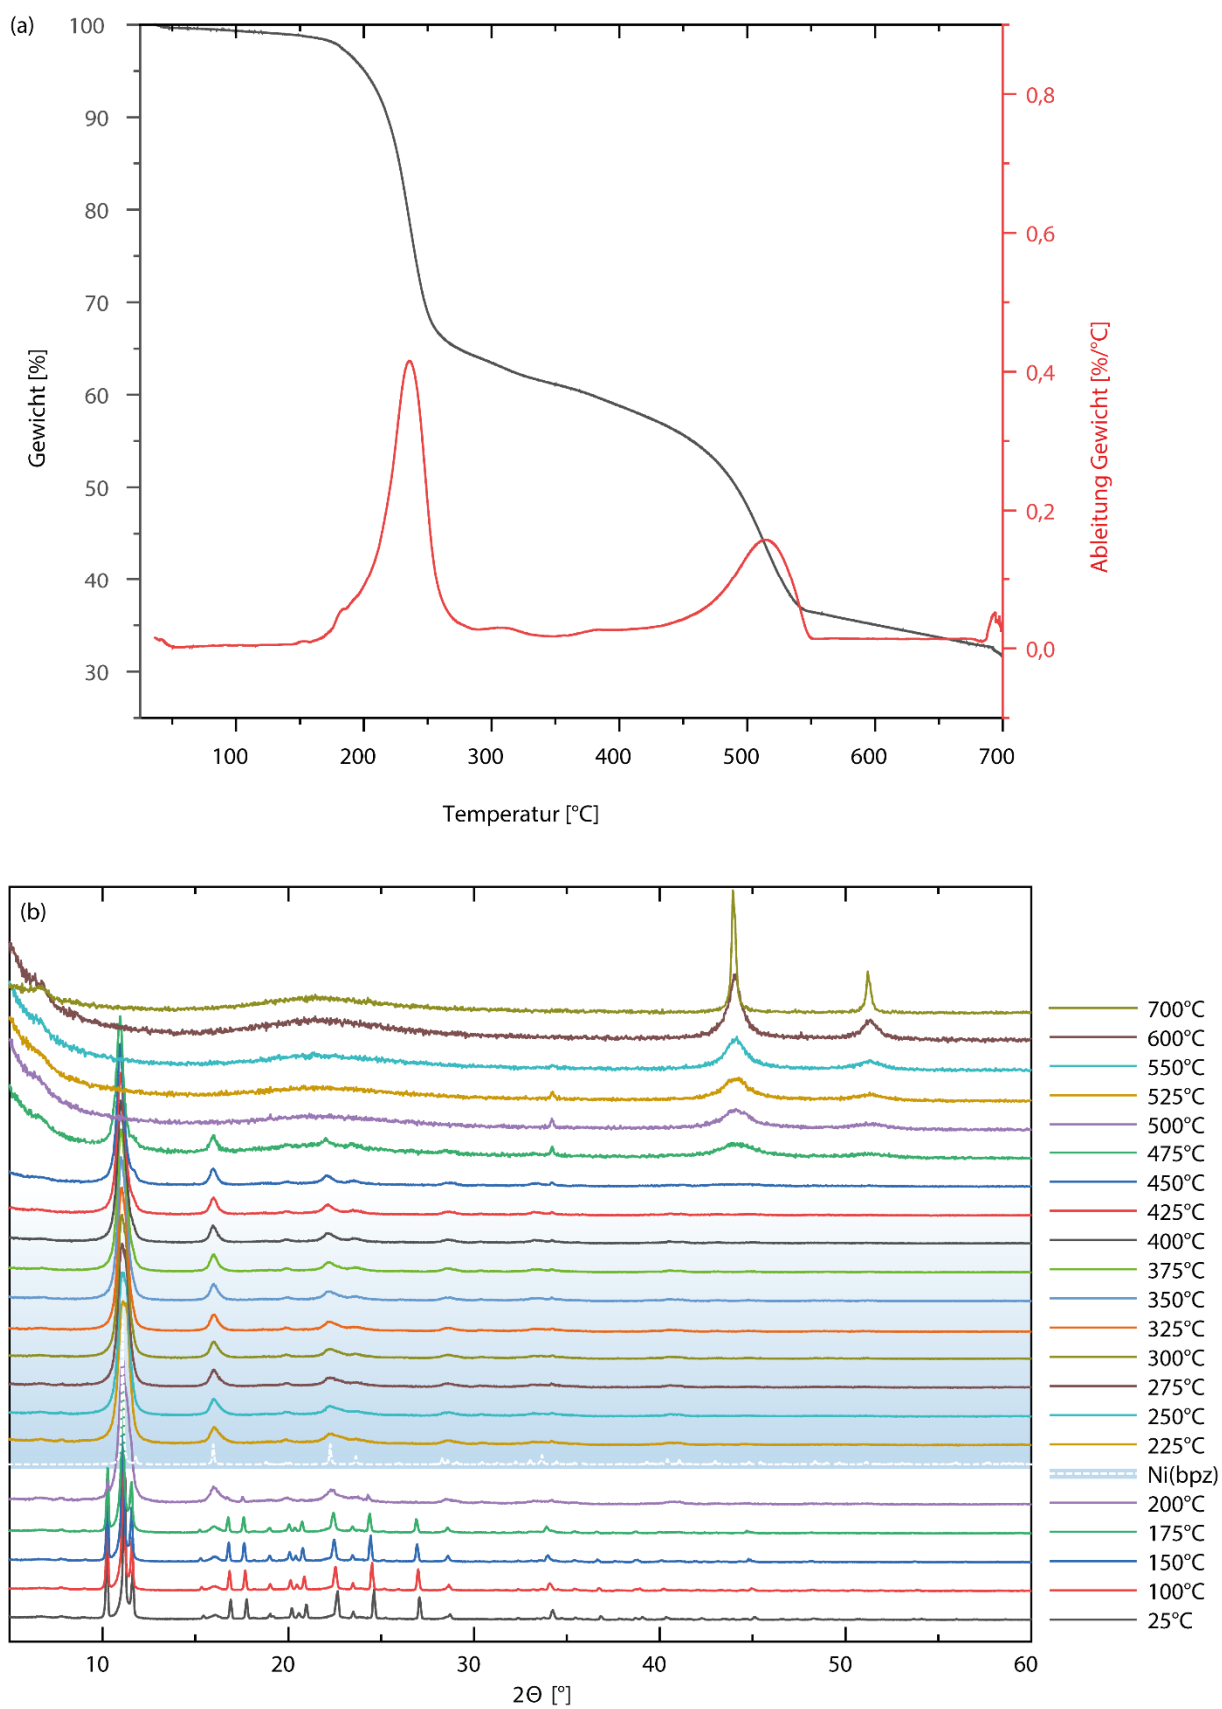 (a)
100
90
80
70
60
50
40
30
Gewicht [%]
0,8
0,6
0,4
0,2
0,0
Ableitung Gewicht [%/°C]
100 200 300 400 500 600 700
Temperatur [°C]
(b)
700°C
600°C
550°C
525°C
500°C
475°C
450°C
425°C
400°C
375°C
350°C
325°C
300°C
275°C
250°C
225°C
Ni(bpz)
200°C
175°C
150°C
100°C
25°C
10 20 30 40 50 60
2Θ [°]